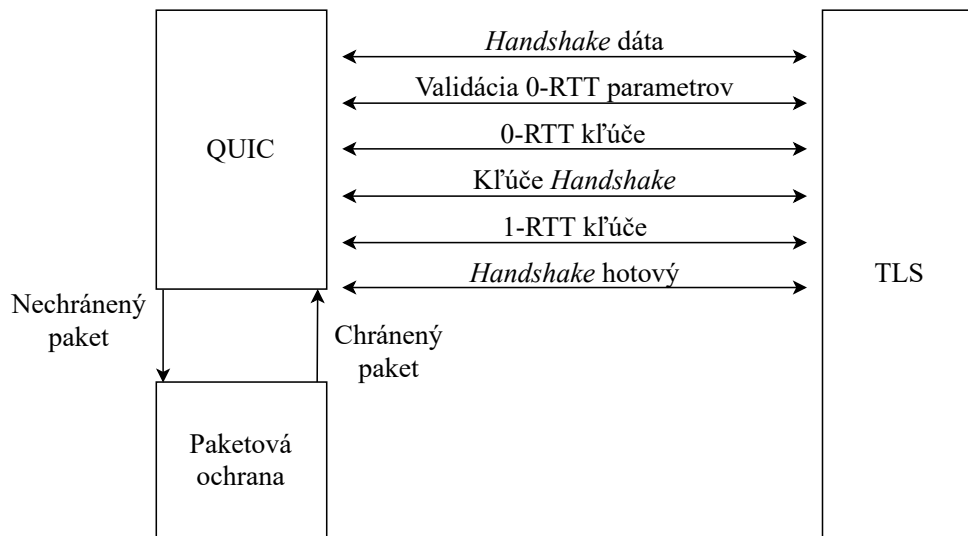 Handshake dáta
Validácia 0-RTT parametrov
QUIC
0-RTT kľúče
Kľúče Handshake
1-RTT kľúče
Handshake hotový
TLS
Nechránený
paket
Chránený
paket
Paketová
ochrana